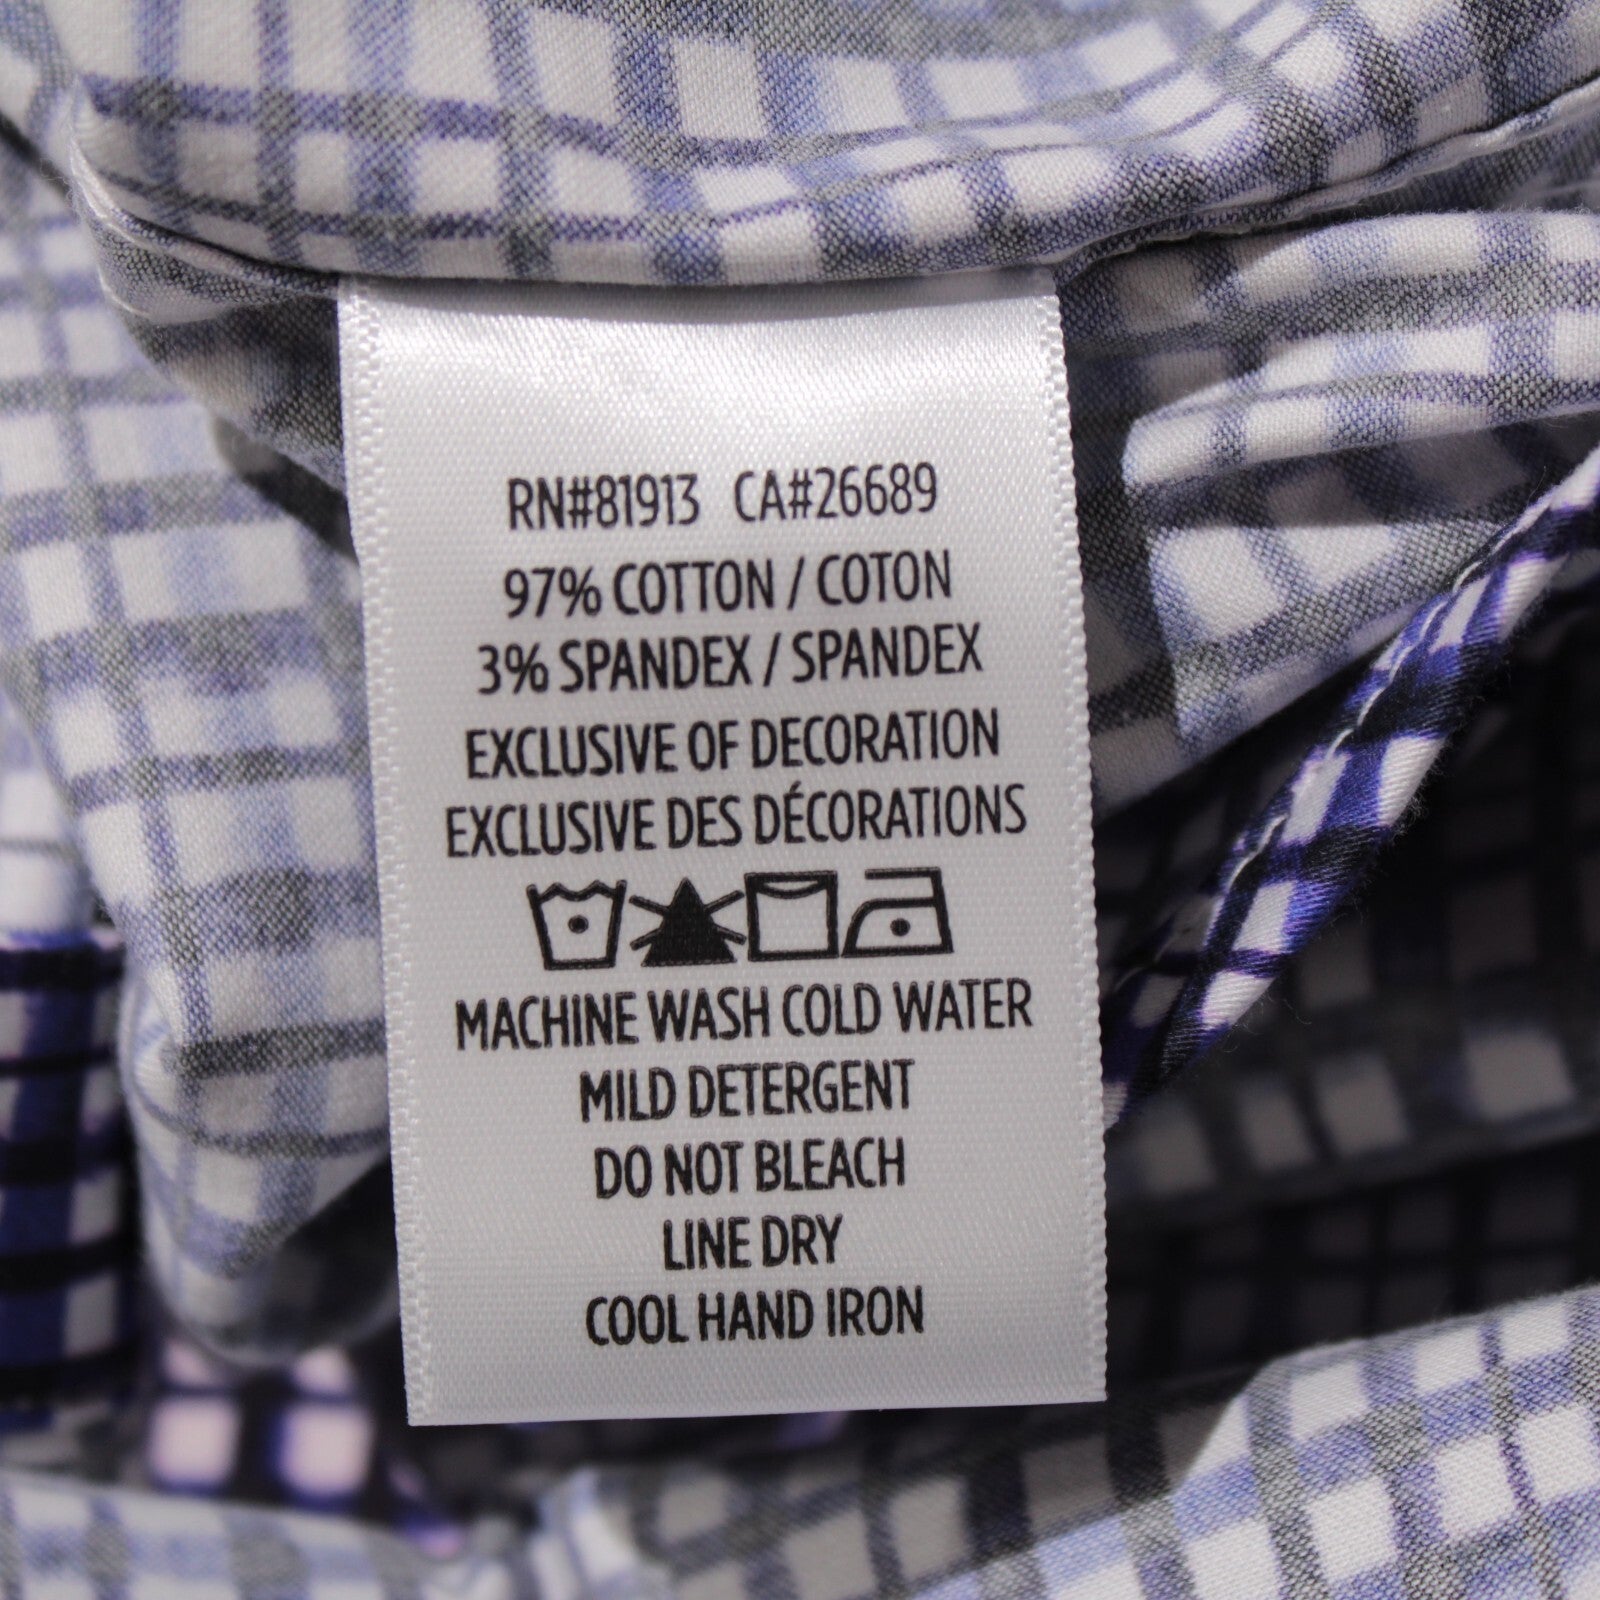 RN#81913 CA#26689
97% COTTON / COTON
3% SPANDEX / SPANDEX
EXCLUSIVE OF DECORATION
EXCLUSIVE DES DÉCORATIONS
MACHINE WASH COLD WATER
MILD DETERGENT
DO NOT BLEACH
LINE DRY
COOL HAND IRON